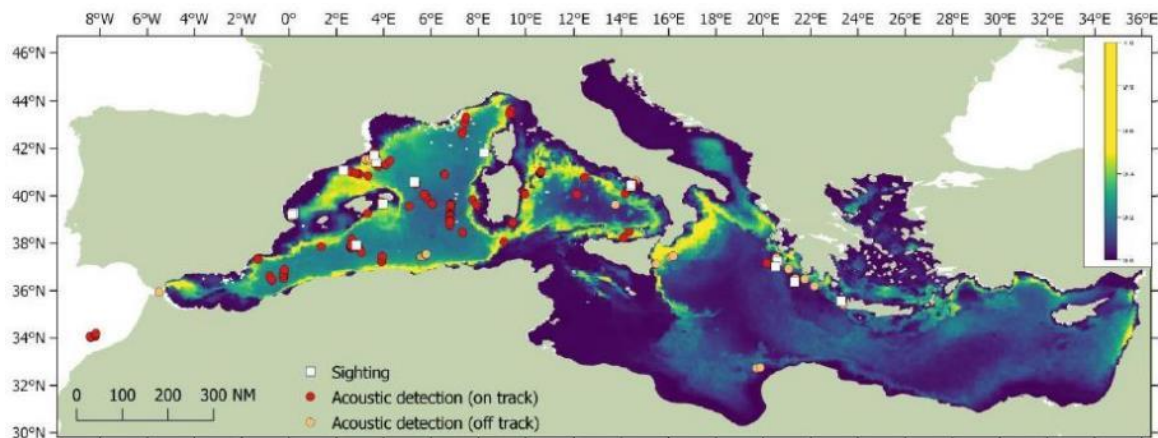 8°W 6°W 4°W 2°W 0° 2°E 4°E 6°E 8°E 10°E 12°E 14°E 16°E 18°E 20°E 22°E 24°E 26°E 28°E 30°E 32°E 34°E 36°E
46°N
44°N
42°N
40°N
38°N
36°N
34°N
32°N
30°N
0 100 200 300 NM
Sighting
Acoustic detection (on track)
Acoustic detection (off track)